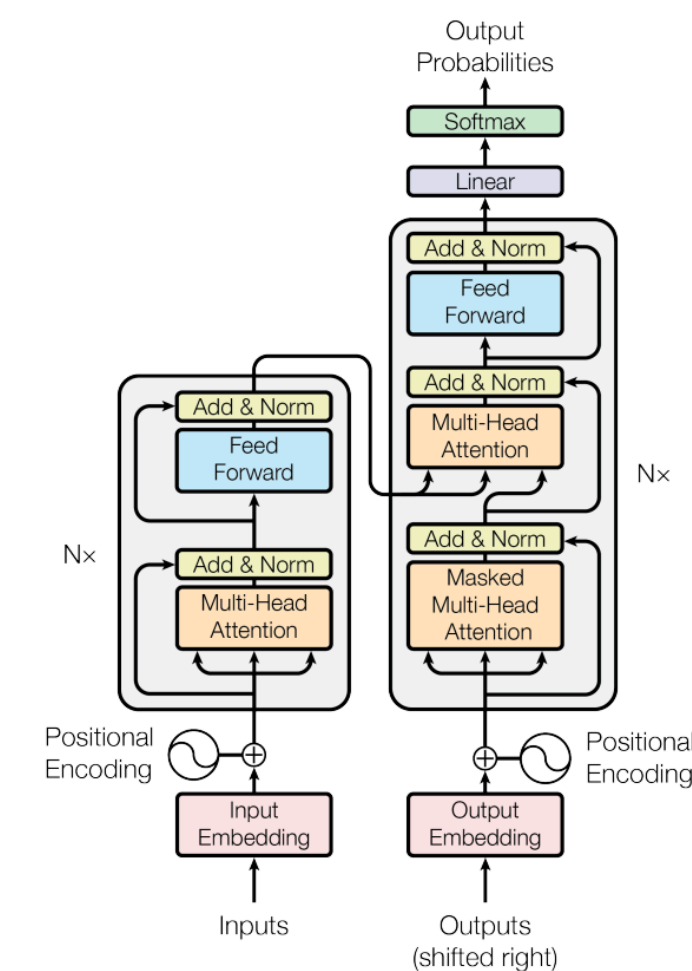 Output
Probabilities
Softmax
Linear
Add & Norm
Feed
Forward
Add & Norm
Multi-Head
Attention
Nx
Add & Norm
Masked
Multi-Head
Attention
Add & Norm
Feed
Forward
Nx
Add & Norm
Multi-Head
Attention
Positional
Encoding
Positional
Encoding
Input
Embedding
Output
Embedding
Inputs
Outputs
(shifted right)